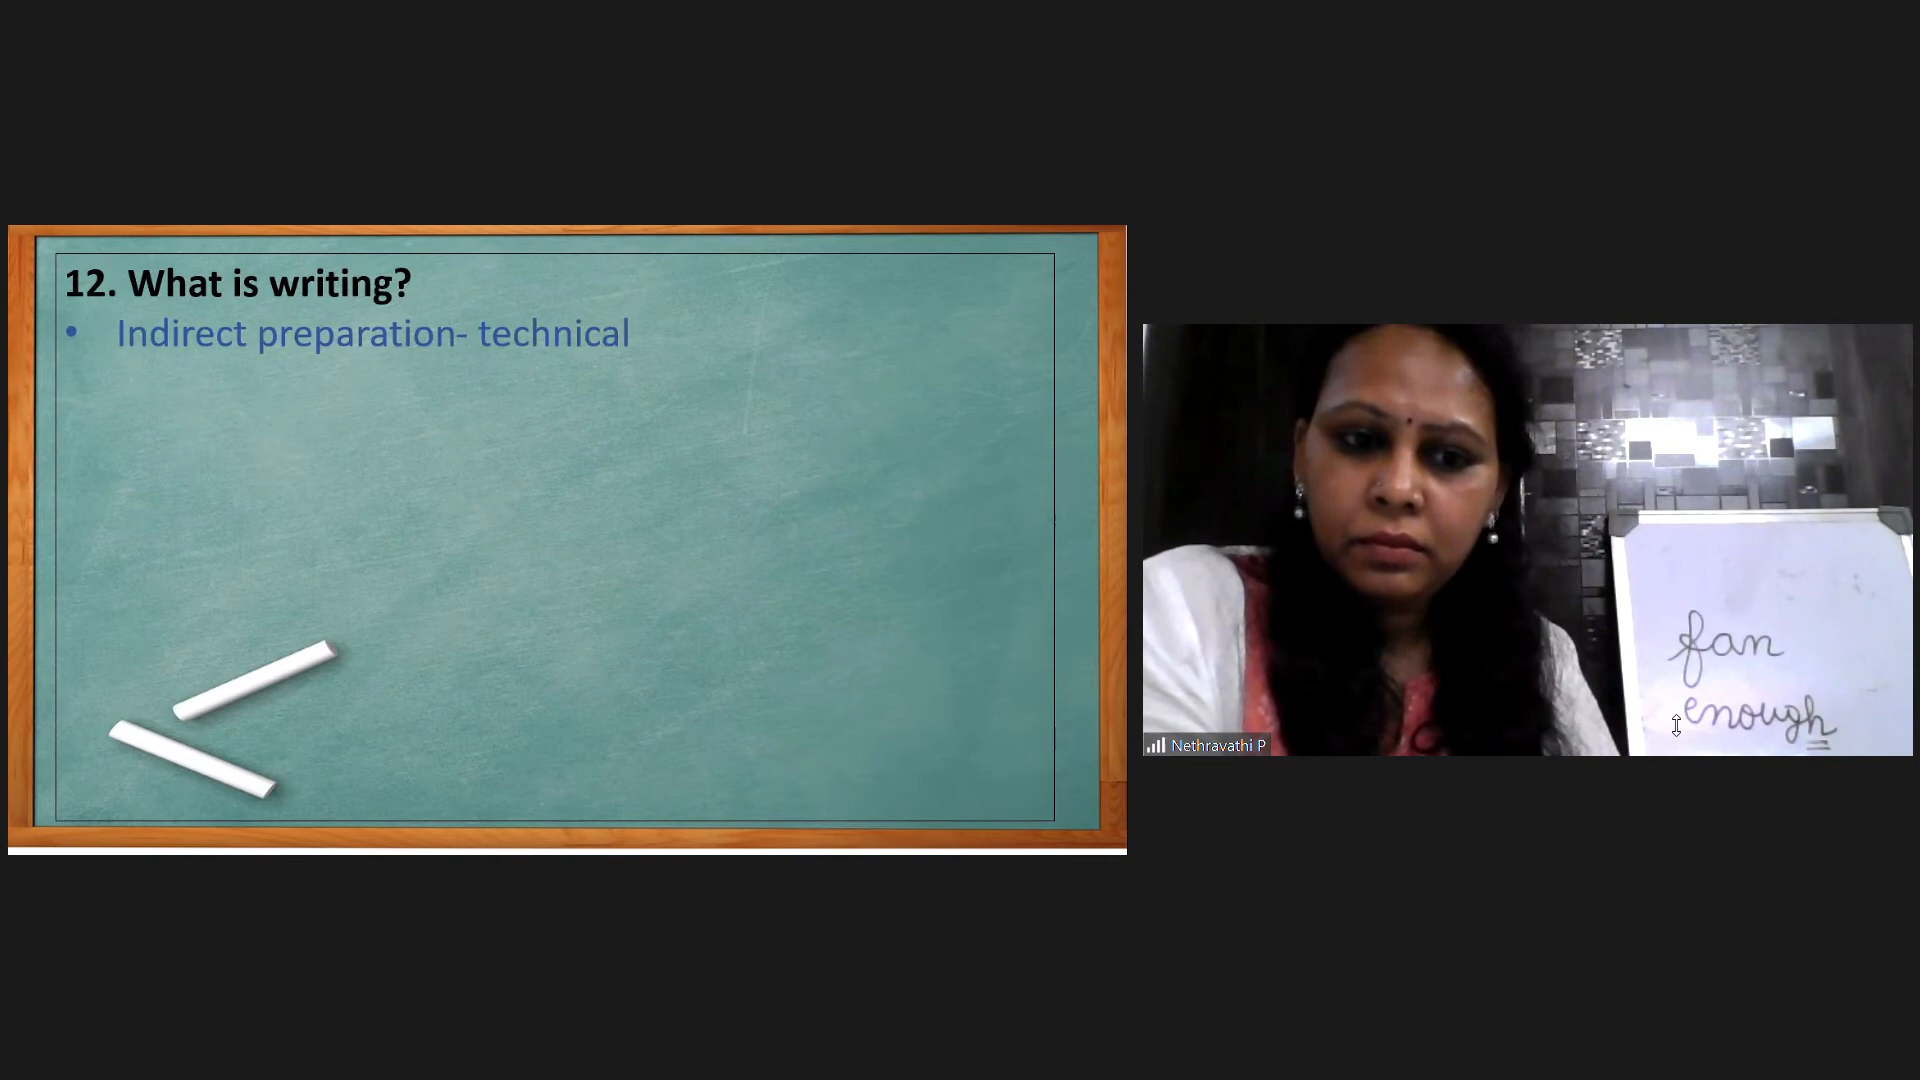 12. What is writing?
• Indirect preparation- technical
Nethravathi P
fan
enough